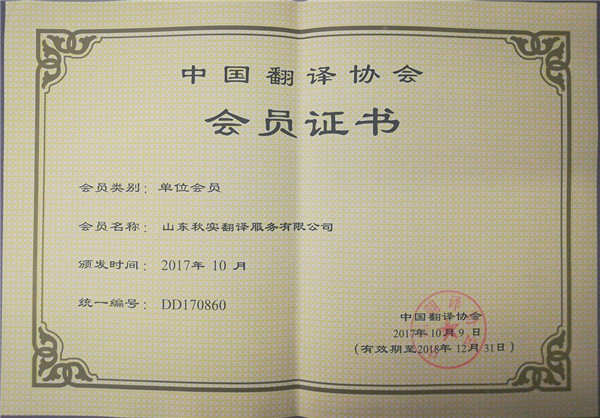 中国翻译协会
会员证书
会员类别：单位会员
会员名称：山东秋实翻译服务有限公司
颁发时间：2017年 10 月
统一编号：DD170860
中国翻译协会
2017年10月 9 日
（有效期至2018年 12月 31日）